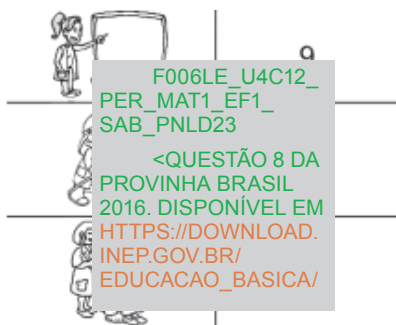 9
F006LE_U4C12_
PER_MAT1_EF1_
SAB_PNLD23
<QUESTÃO 8 DA
PROVINHA BRASIL
2016. DISPONÍVEL EM
HTTPS://DOWNLOAD.
INEP.GOV.BR/
EDUCACAO_BASICA/